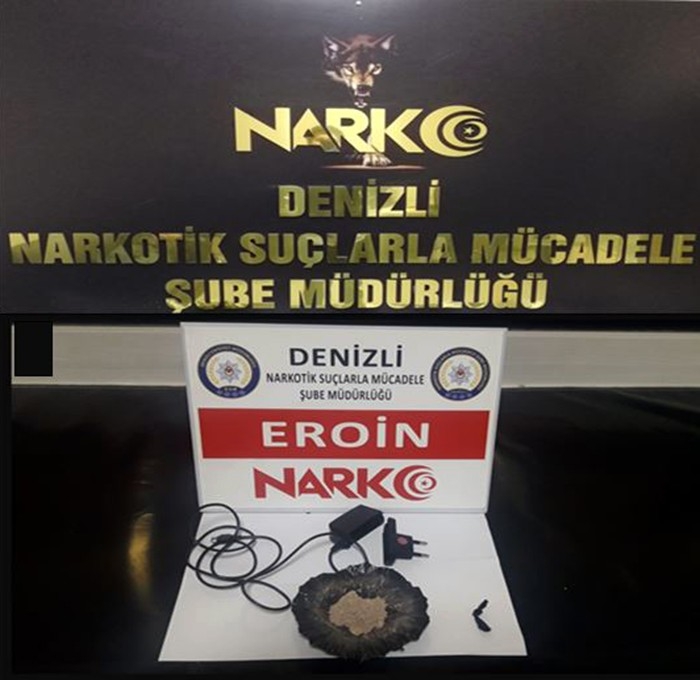 NARKO
DENİZLİ
NARKOTİK SUÇLARLA MÜCADELE
ŞUBE MÜDÜRLÜĞÜ
DENİZLİ
NARKOTİK SUÇLARLA MÜCADELE
ŞUBE MÜDÜRLÜĞÜ
EROİN
NARKO